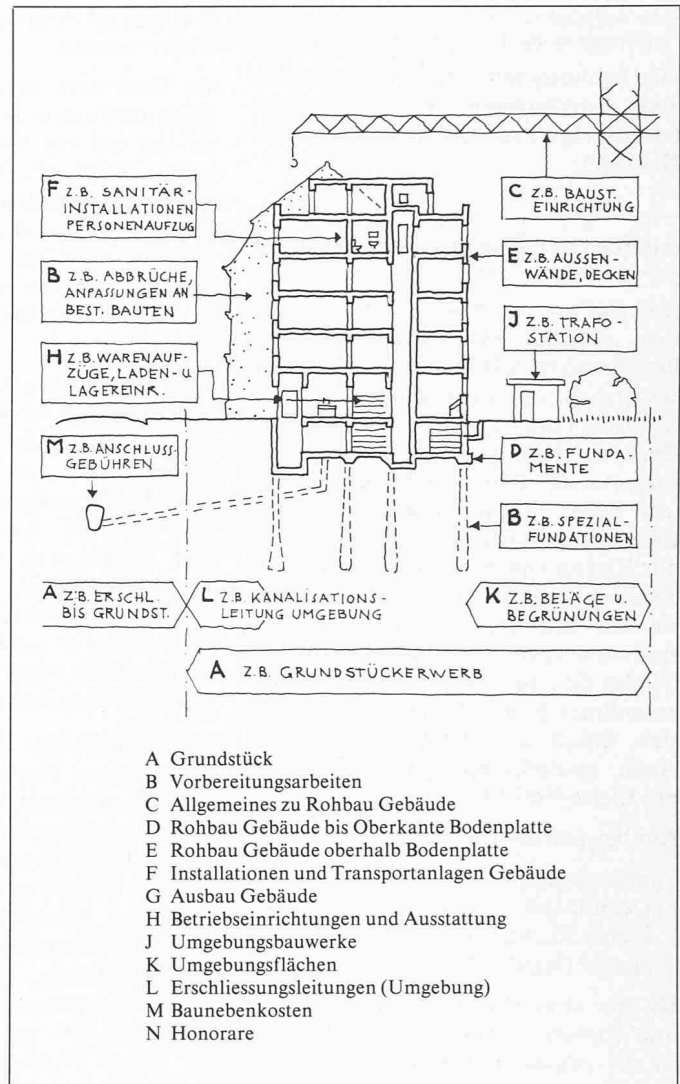 F Z.B. SANITÄR-
INSTALLATIONEN
PERSONENAUFZUG
C Z.B. BAUST.
EINRICHTUNG
B Z.B. ABBRÜCHE,
ANPASSUNGEN AN
BEST. BAUTEN
E Z.B. AUSSEN-
WÄNDE, DECKEN
J Z.B. TRAFO-
STATION
H Z.B. WARENAUF-
ZÜGE, LADEN- U.
LAGEREINR.
M Z.B. ANSCHLUSS-
GEBÜHREN
D Z.B. FUNDA-
MENTE
B Z.B. SPEZIAL-
FUNDATIONEN
A Z.B. ERSCHL.
BIS GRUNDST.
L Z.B. KANALISATIONS-
LEITUNG UMGEBUNG
K Z.B. BELÄGE U.
BEGRÜNUNGEN
A Z.B. GRUNDSTÜCKERWERB
A Grundstück
B Vorbereitungsarbeiten
C Allgemeines zu Rohbau Gebäude
D Rohbau Gebäude bis Oberkante Bodenplatte
E Rohbau Gebäude oberhalb Bodenplatte
F Installationen und Transportanlagen Gebäude
G Ausbau Gebäude
H Betriebseinrichtungen und Ausstattung
J Umgebungsbauwerke
K Umgebungsflächen
L Erschliessungsleitungen (Umgebung)
M Baunebenkosten
N Honorare